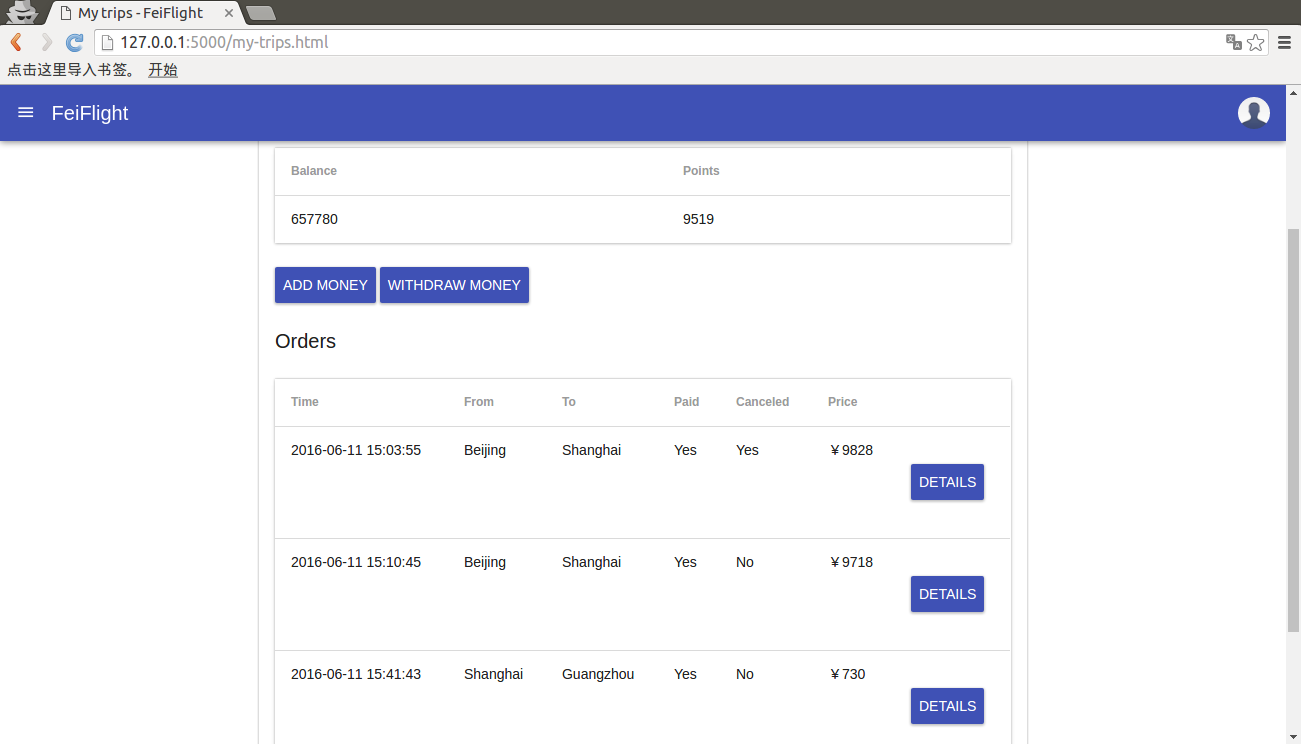 My trips - FeiFlight
127.0.0.1:5000/my-trips.html
点击这里导入书签。 开始
FeiFlight
Balance Points
657780 9519
ADD MONEY WITHDRAW MONEY
Orders
Time From To Paid Canceled Price
2016-06-11 15:03:55 Beijing Shanghai Yes Yes ￥9828
DETAILS
2016-06-11 15:10:45 Beijing Shanghai Yes No ￥9718
DETAILS
2016-06-11 15:41:43 Shanghai Guangzhou Yes No ￥730
DETAILS